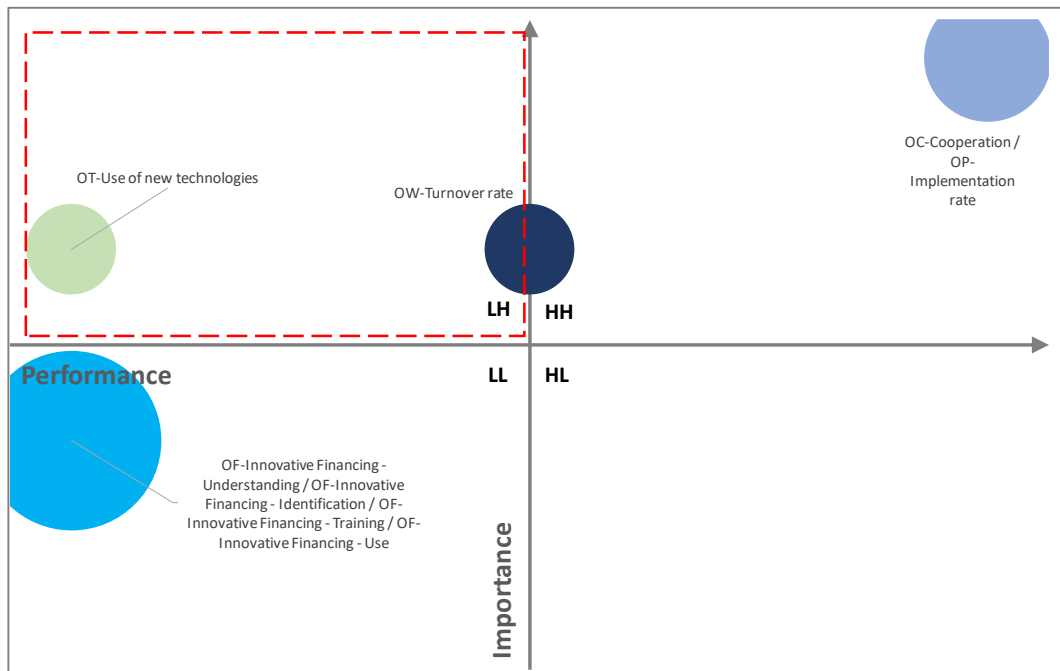 OC-Cooperation /
OP-
Implementation
rate
OT-Use of new technologies
OW-Turnover rate
LH
HH
Performance
LL
HL
OF-Innovative Financing -
Understanding / OF-Innovative
Financing - Identification / OF-
Innovative Financing - Training / OF-
Innovative Financing - Use
Importance